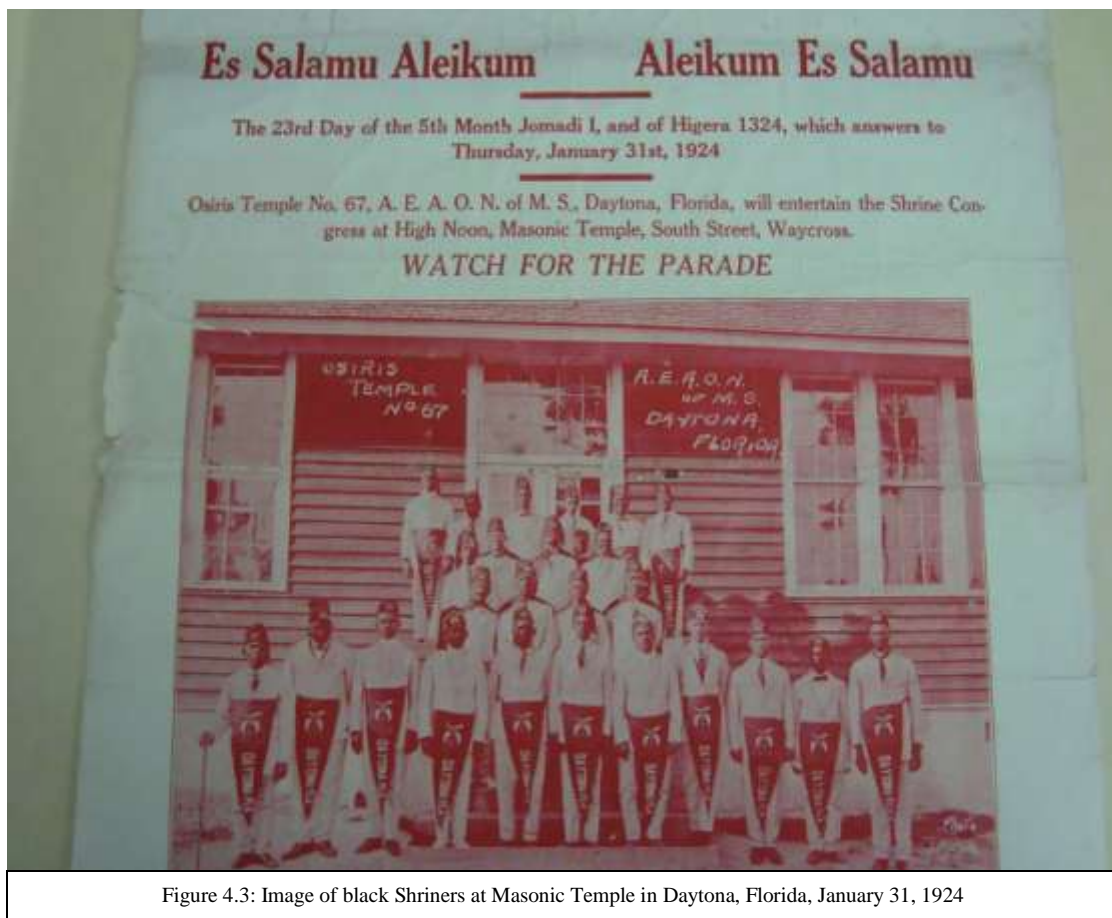 Es Salamu Aleikum Aleikum Es Salamu
The 23rd Day of the 5th Month Jomadi I, and of Higera 1324, which answers to
Thursday, January 31st, 1924
Osiris Temple No. 67, A. E. A. O. N. of M. S., Daytona, Florida, will entertain the Shrine Con-
gress at High Noon, Masonic Temple, South Street, Waycross.
WATCH FOR THE PARADE
OSIRIS
TEMPLE
No 67
A.E.A.O.N.
OF M.S.
DAYTONA,
FLORIDA
Figure 4.3: Image of black Shriners at Masonic Temple in Daytona, Florida, January 31, 1924